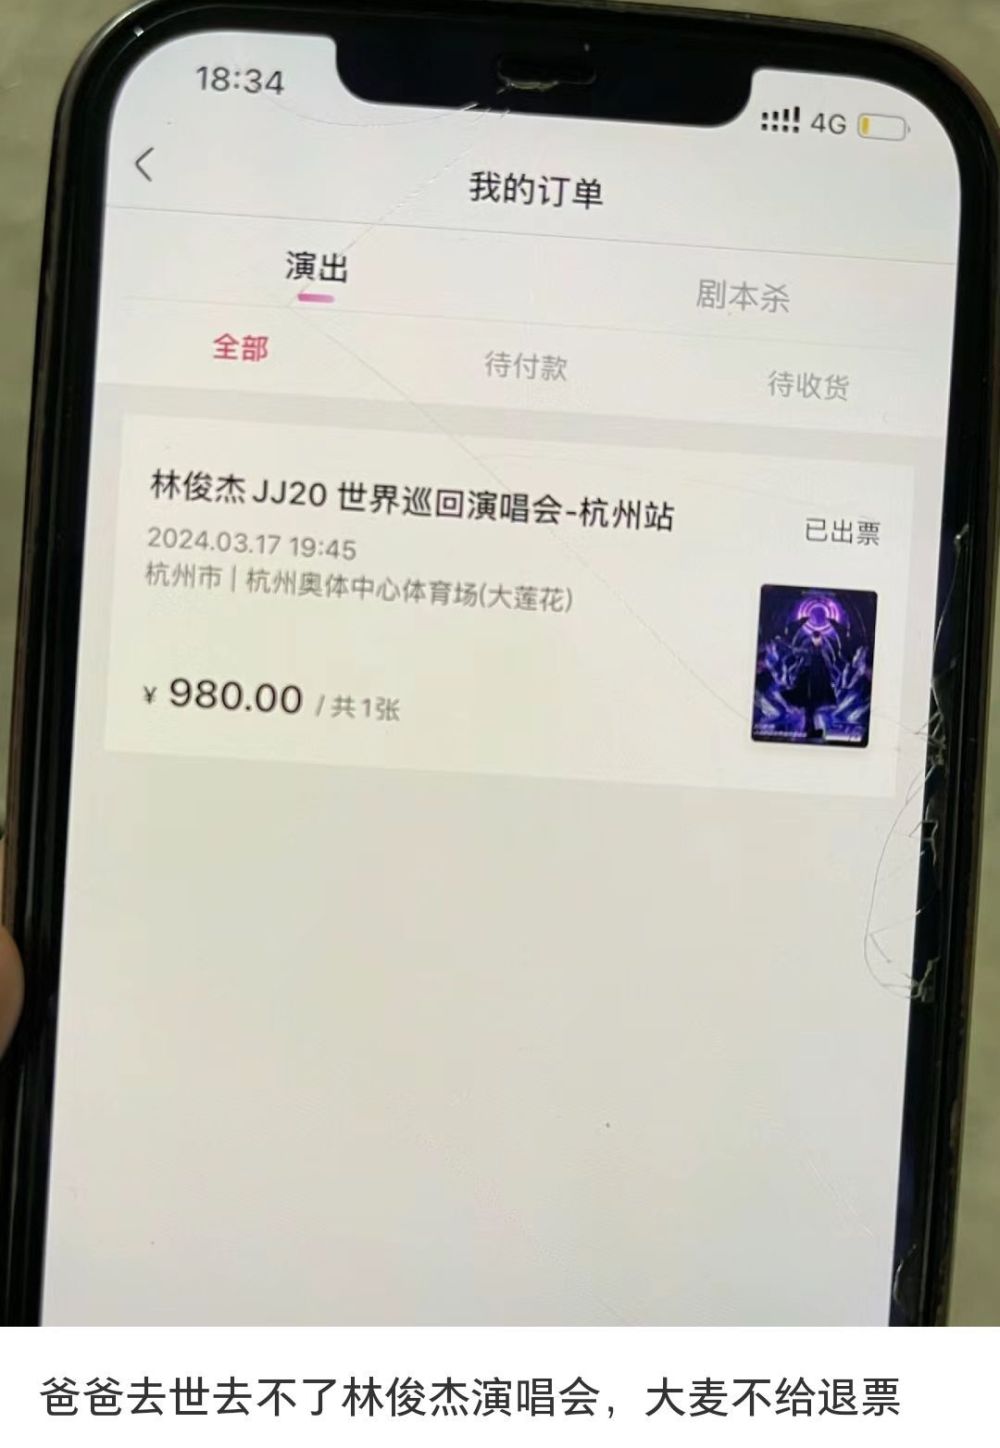 18:34
4G
我的订单
演出
剧本杀
全部
待付款
待收货
林俊杰JJ20 世界巡回演唱会-杭州站
已出票
2024.03.17 19:45
杭州市 | 杭州奥体中心体育场(大莲花)
¥ 980.00 / 共1张
爸爸去世去不了林俊杰演唱会，大麦不给退票